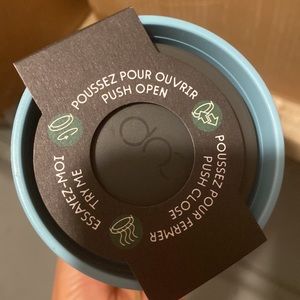 POUSSEZ POUR OUVRIR
PUSH OPEN
POUSSEZ POUR FERMER
PUSH CLOSE
ESSAYEZ-MOI
TRY ME